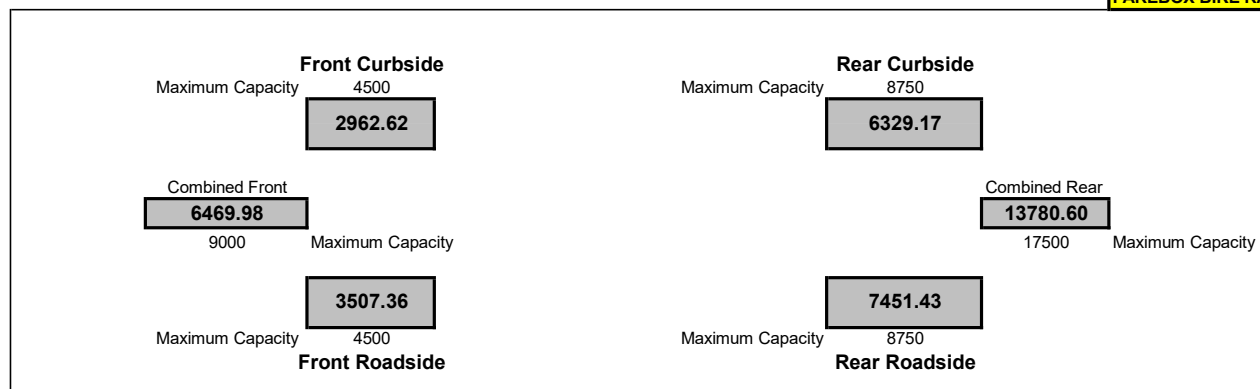 Front Curbside Rear Curbside
Maximum Capacity 4500 Maximum Capacity 8750
2962.62 6329.17
Combined Front Combined Rear
6469.98 13780.60
9000 Maximum Capacity 17500 Maximum Capacity
3507.36 7451.43
Maximum Capacity 4500 Maximum Capacity 8750
Front Roadside Rear Roadside